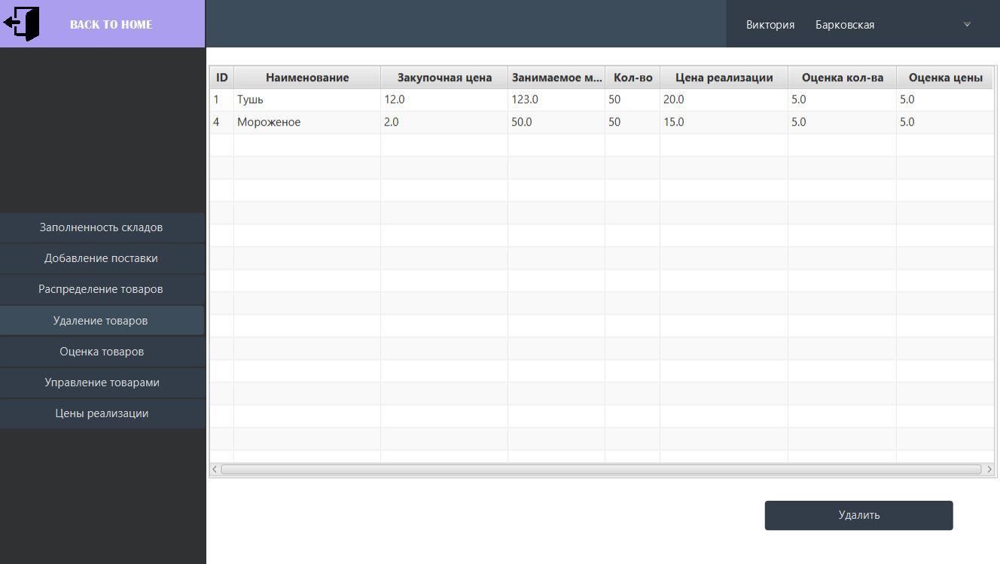 BACK TO HOME
Виктория Барковская
ID Наименование Закупочная цена Занимаемое м... Кол-во Цена реализации Оценка кол-ва Оценка цены
1 Тушь 12.0 123.0 50 20.0 5.0 5.0
4 Мороженое 2.0 50.0 50 15.0 5.0 5.0
Заполненность складов
Добавление поставки
Распределение товаров
Удаление товаров
Оценка товаров
Управление товарами
Цены реализации
Удалить